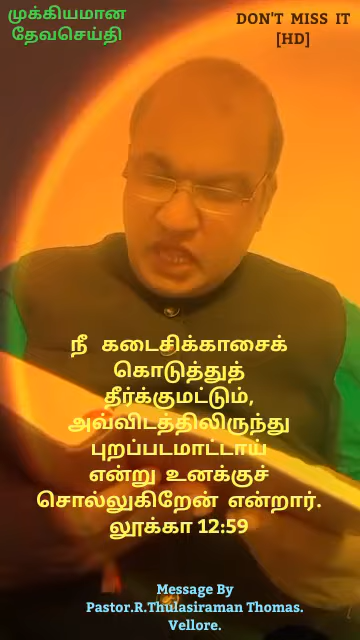 முக்கியமான
தேவசெய்தி
DON'T MISS IT
[HD]
நீ கடைசிக்காசைக்
கொடுத்துத்
தீர்க்குமட்டும்,
அவ்விடத்திலிருந்து
புறப்படமாட்டாய்
என்று உனக்குச்
சொல்லுகிறேன் என்றார்.
லூக்கா 12:59
Message By
Pastor.R.Thulasiraman Thomas.
Vellore.